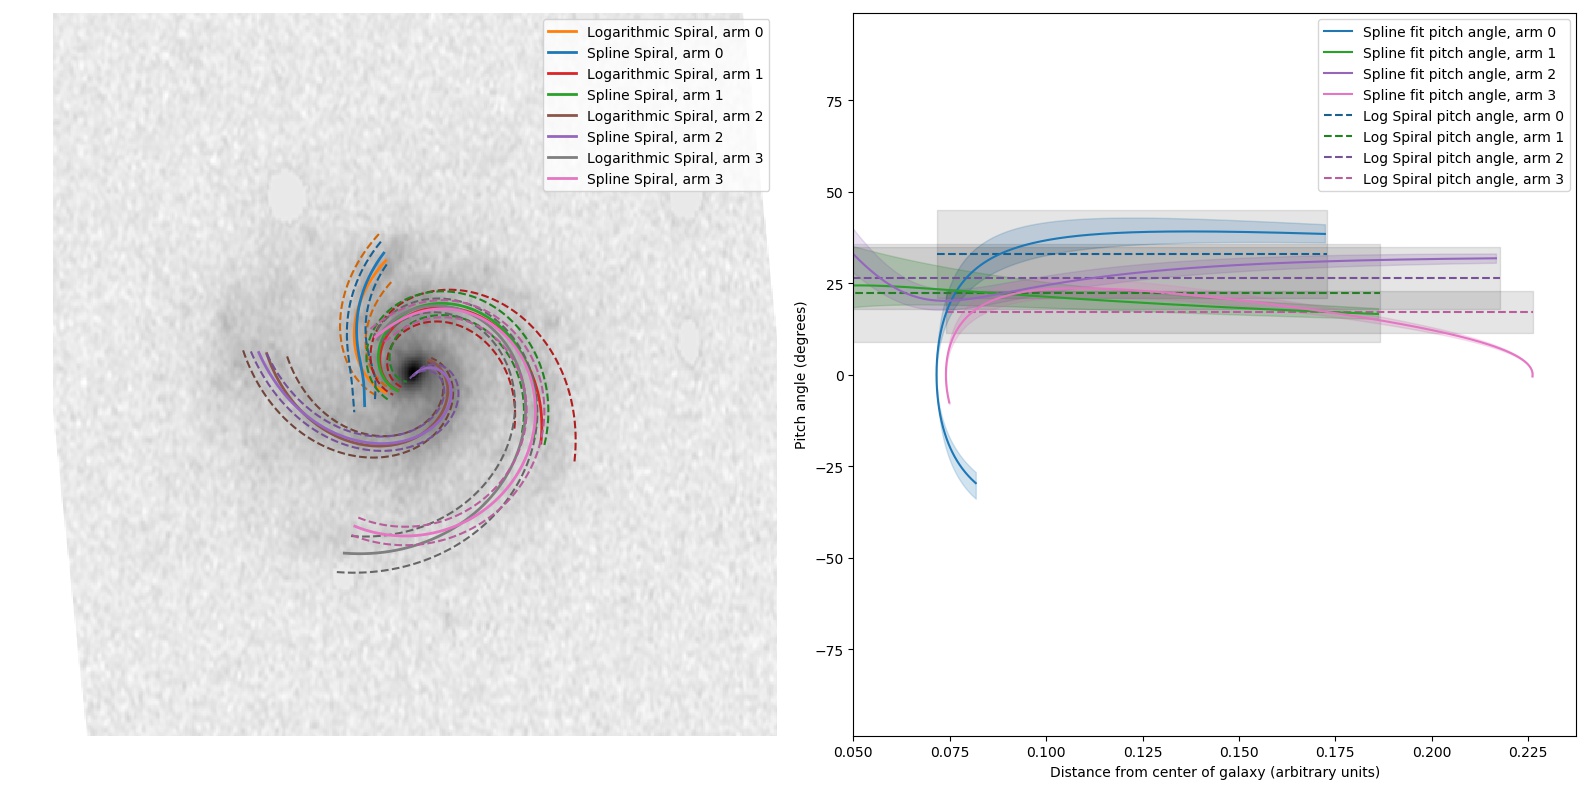 Logarithmic Spiral, arm 0
Spline Spiral, arm 0
Logarithmic Spiral, arm 1
Spline Spiral, arm 1
Logarithmic Spiral, arm 2
Spline Spiral, arm 2
Logarithmic Spiral, arm 3
Spline Spiral, arm 3
Spline fit pitch angle, arm 0
Spline fit pitch angle, arm 1
Spline fit pitch angle, arm 2
Spline fit pitch angle, arm 3
Log Spiral pitch angle, arm 0
Log Spiral pitch angle, arm 1
Log Spiral pitch angle, arm 2
Log Spiral pitch angle, arm 3
Pitch angle (degrees)
75
50
25
0
−25
−50
−75
0.050 0.075 0.100 0.125 0.150 0.175 0.200 0.225
Distance from center of galaxy (arbitrary units)